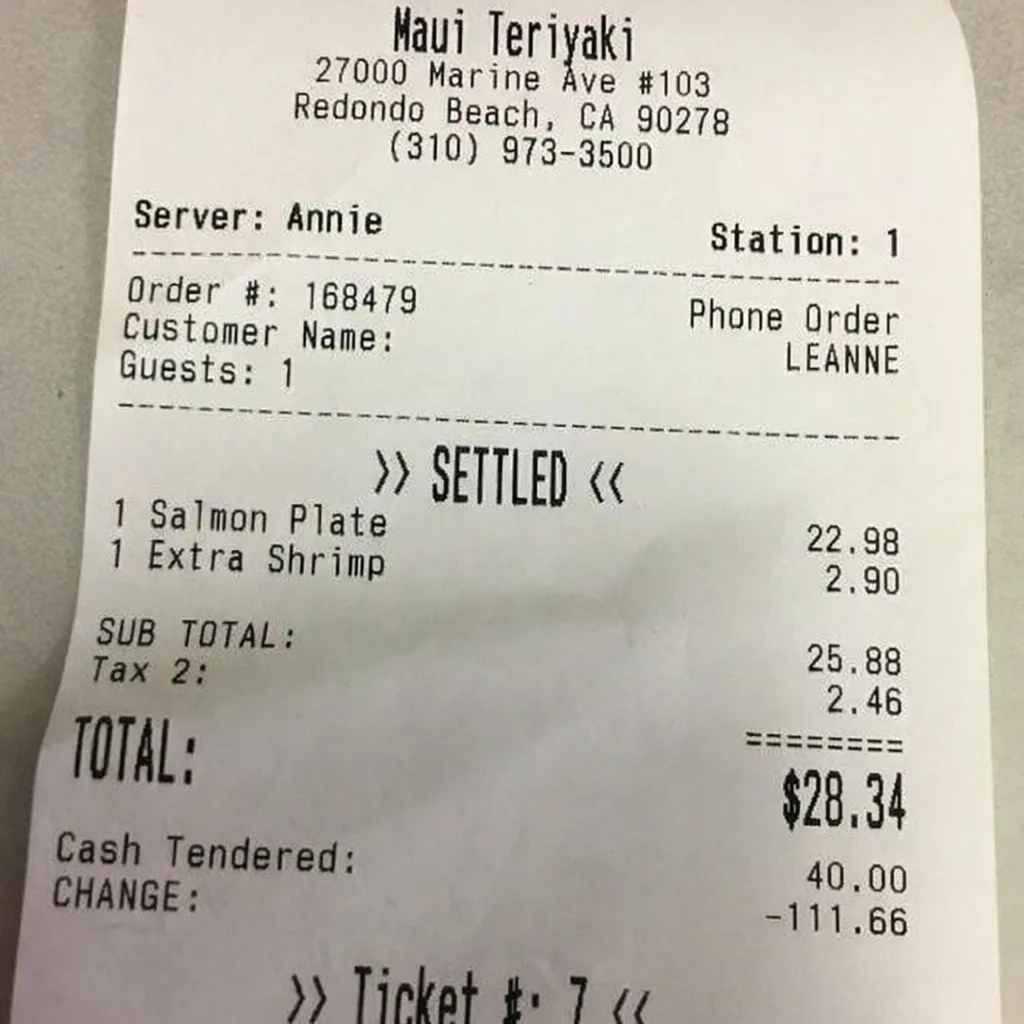 Maui Teriyaki
27000 Marine Ave #103
Redondo Beach, CA 90278
(310) 973-3500
Server: Annie Station: 1
Order #: 168479 Phone Order
Customer Name: LEANNE
Guests: 1
>> SETTLED <<
1 Salmon Plate 22.98
1 Extra Shrimp 2.90
SUB TOTAL: 25.88
Tax 2: 2.46
========
TOTAL: $28.34
Cash Tendered: 40.00
CHANGE: -111.66
>> Ticket #: 7 <<